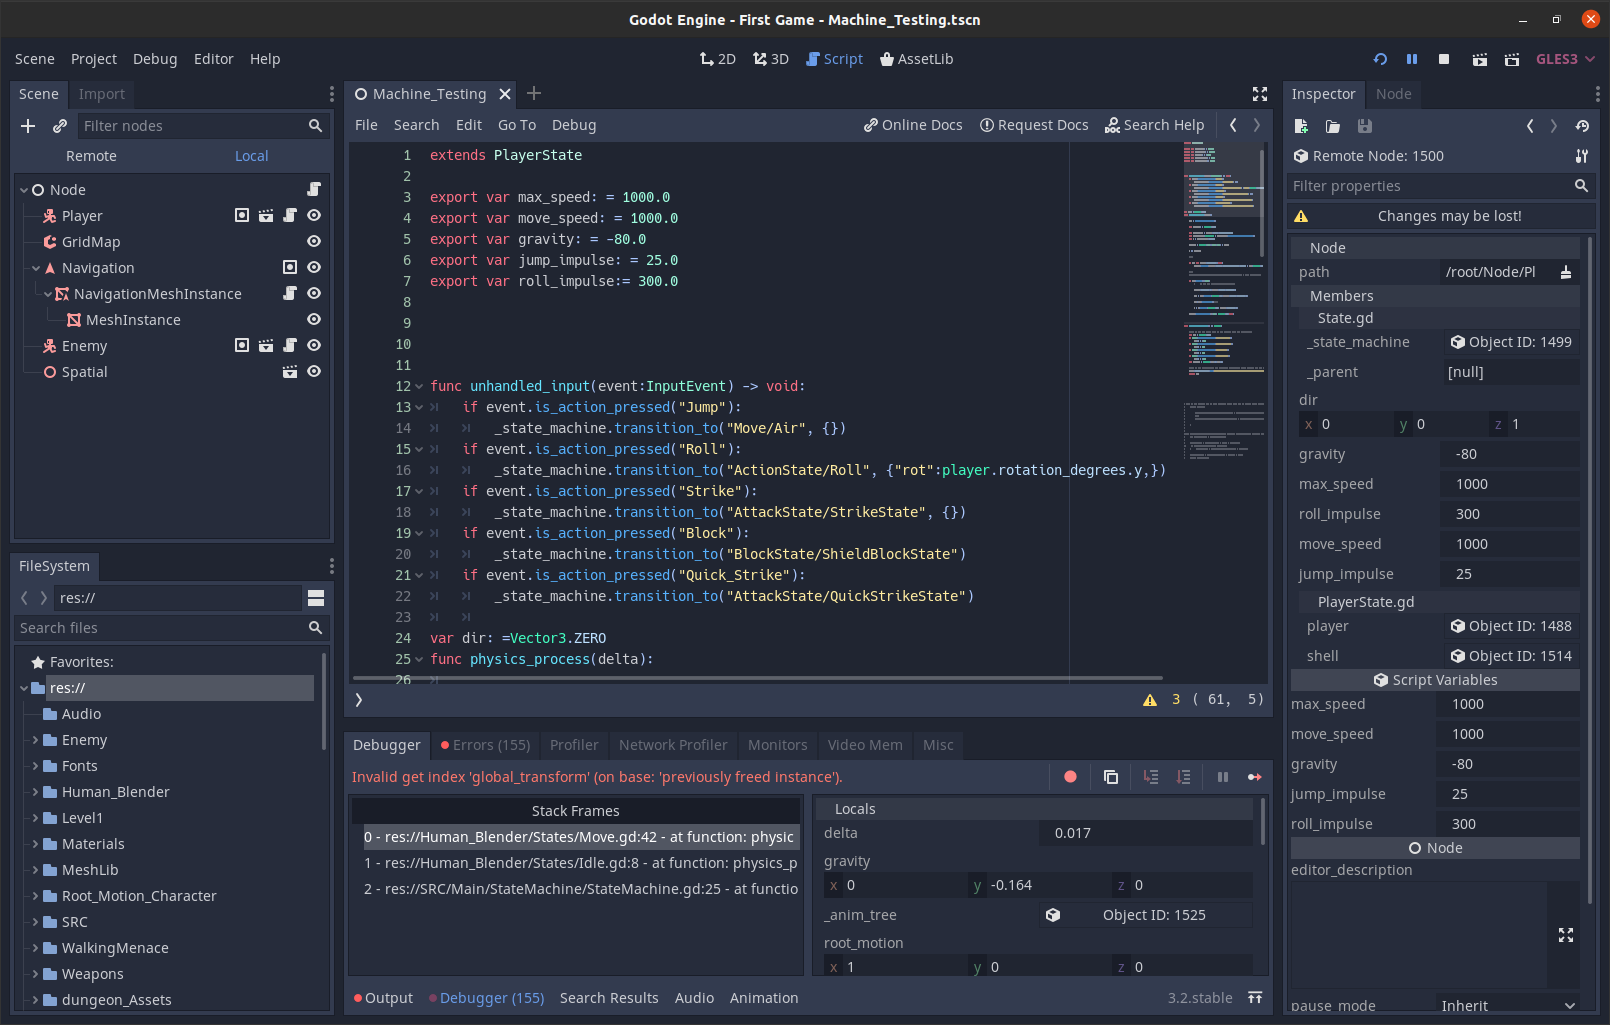 Godot Engine - First Game - Machine_Testing.tscn
Scene Project Debug Editor Help
2D 3D Script AssetLib
GLES3
Scene Import
Filter nodes
Remote Local
Node
Player
GridMap
Navigation
NavigationMeshInstance
MeshInstance
Enemy
Spatial
FileSystem
res://
Search files
Favorites:
res://
Audio
Enemy
Fonts
Human_Blender
Level1
Materials
MeshLib
Root_Motion_Character
SRC
WalkingMenace
Weapons
dungeon_Assets
Machine_Testing
File Search Edit Go To Debug
Online Docs Request Docs Search Help
1 extends PlayerState
2
3 export var max_speed: = 1000.0
4 export var move_speed: = 1000.0
5 export var gravity: = -80.0
6 export var jump_impulse: = 25.0
7 export var roll_impulse:= 300.0
8
9
10
11
12 func unhandled_input(event:InputEvent) -> void:
13 if event.is_action_pressed("Jump"):
14 _state_machine.transition_to("Move/Air", {})
15 if event.is_action_pressed("Roll"):
16 _state_machine.transition_to("ActionState/Roll", {"rot":player.rotation_degrees.y,})
17 if event.is_action_pressed("Strike"):
18 _state_machine.transition_to("AttackState/StrikeState", {})
19 if event.is_action_pressed("Block"):
20 _state_machine.transition_to("BlockState/ShieldBlockState")
21 if event.is_action_pressed("Quick_Strike"):
22 _state_machine.transition_to("AttackState/QuickStrikeState")
23
24 var dir: =Vector3.ZERO
25 func physics_process(delta):
26
3 ( 61, 5)
Debugger Errors (155) Profiler Network Profiler Monitors Video Mem Misc
Invalid get index 'global_transform' (on base: 'previously freed instance').
Stack Frames
0 - res://Human_Blender/States/Move.gd:42 - at function: physic
1 - res://Human_Blender/States/Idle.gd:8 - at function: physics_p
2 - res://SRC/Main/StateMachine/StateMachine.gd:25 - at functio
Locals
delta 0.017
gravity
x 0 y -0.164 z 0
_anim_tree Object ID: 1525
root_motion
x 1 y 0 z 0
Output Debugger (155) Search Results Audio Animation
3.2.stable
Inspector Node
Remote Node: 1500
Filter properties
Changes may be lost!
Node
path /root/Node/Pl
Members
State.gd
_state_machine Object ID: 1499
_parent [null]
dir
x 0 y 0 z 1
gravity -80
max_speed 1000
roll_impulse 300
move_speed 1000
jump_impulse 25
PlayerState.gd
player Object ID: 1488
shell Object ID: 1514
Script Variables
max_speed 1000
move_speed 1000
gravity -80
jump_impulse 25
roll_impulse 300
Node
editor_description
pause_mode Inherit